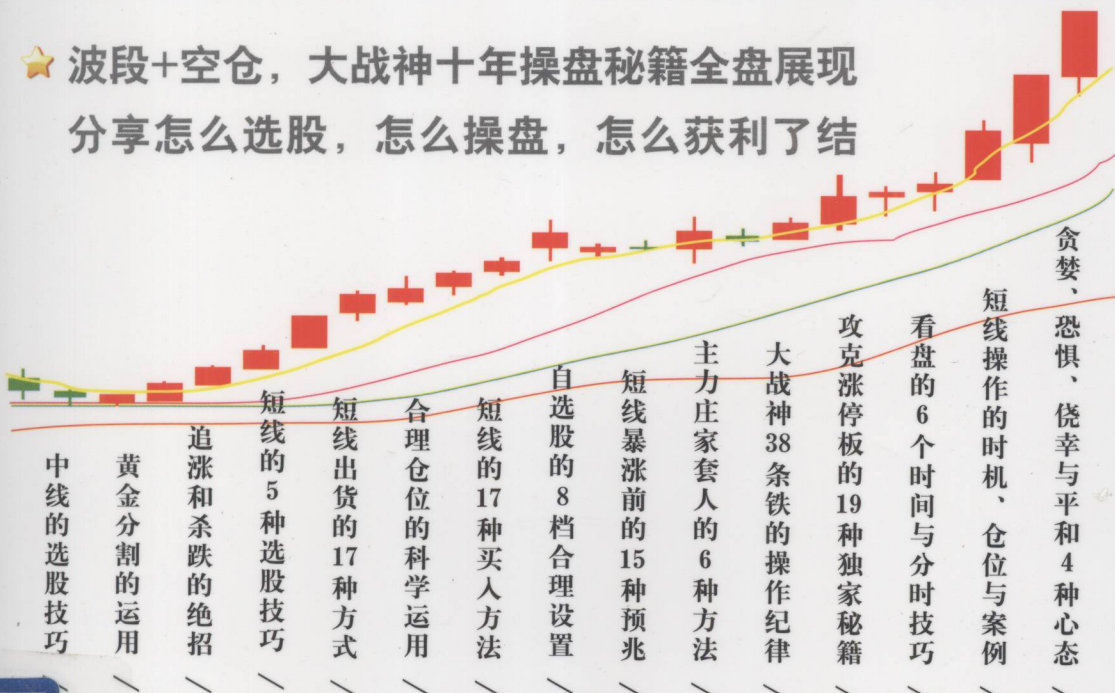 波段+空仓，大战神十年操盘秘籍全盘展现
分享怎么选股，怎么操盘，怎么获利了结
中线的选股技巧
黄金分割的运用
追涨和杀跌的绝招
短线的5种选股技巧
短线出货的17种方式
合理仓位的科学运用
短线的17种买入方法
自选股的8档合理设置
短线暴涨前的15种预兆
主力庄家套人的6种方法
大战神38条铁的操作纪律
攻克涨停板的19种独家秘籍
看盘的6个时间与分时技巧
短线操作的时机、仓位与案例
贪婪、恐惧、侥幸与平和4种心态